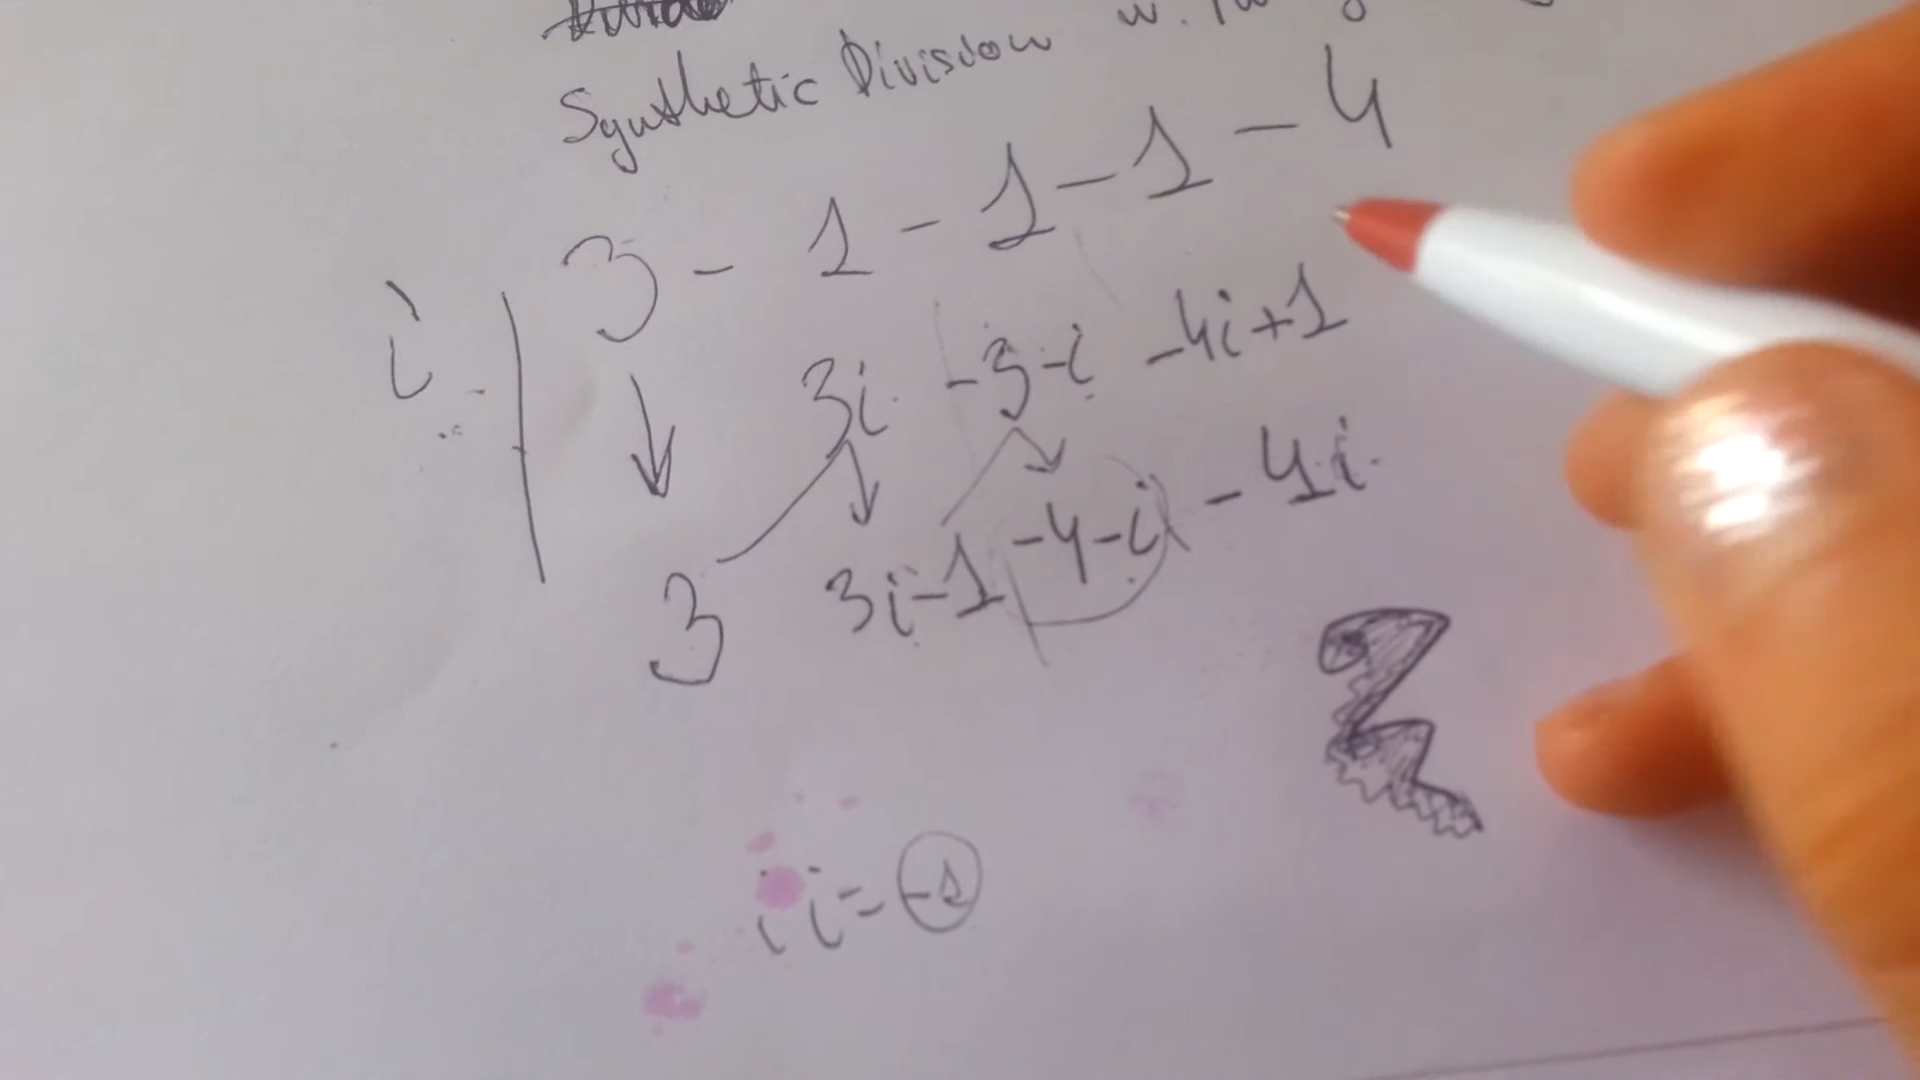 Synthetic Division w.
3 - 1 - 1 - 1 - 4
i 3i -3-i -4i+1
3 3i-1 -4-i -4i
i i = -1